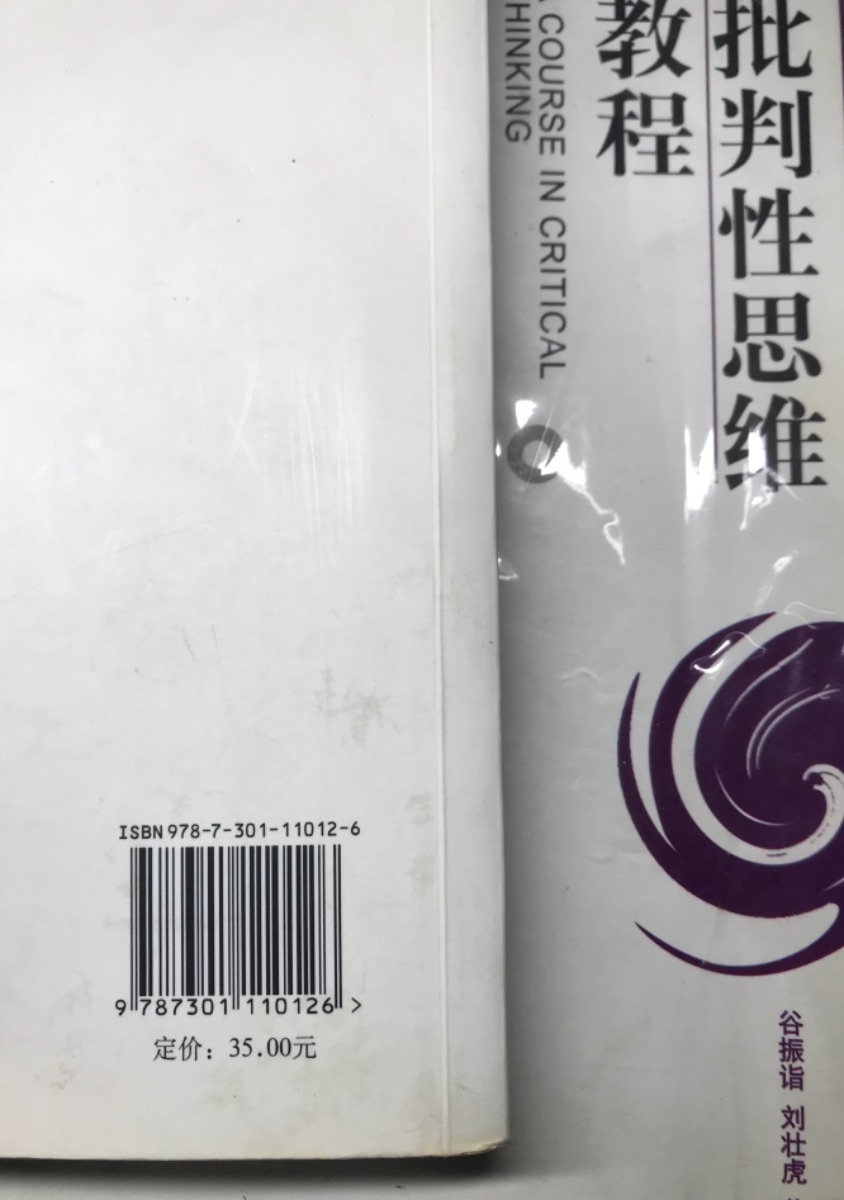 批判性思维
教程
A COURSE IN CRITICAL
THINKING
谷振诣 刘壮虎
ISBN 978-7-301-11012-6
9 787301 110126 >
定价：35.00元